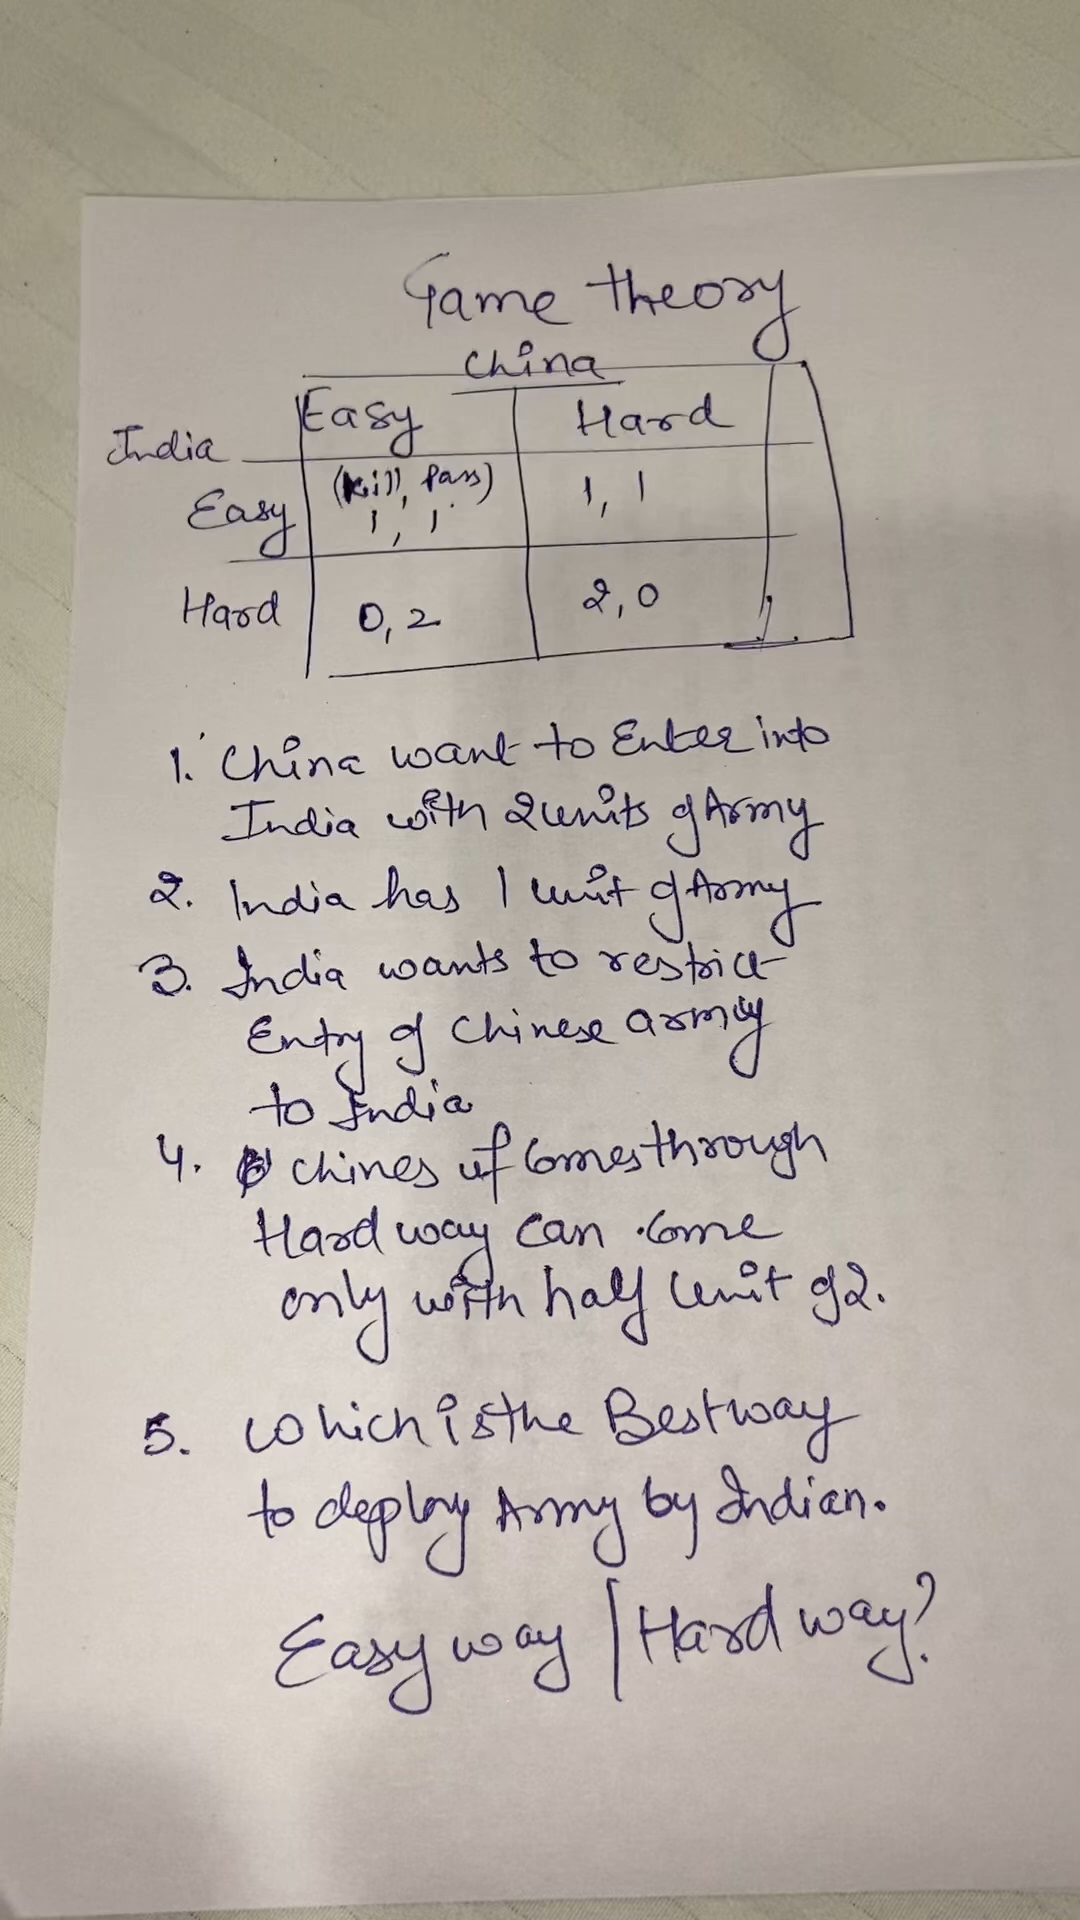 Game theory
China
Easy Hard
India
(kill, pass)
Easy 1, 1 1, 1
Hard 0, 2 2, 0
1. China want to Enter into
India with 2 units of Army
2. India has 1 unit of Army
3. India wants to restrict
Entry of Chinese army
to India
4. Chines if Comes through
Hard way can come
only with half unit of 2.
5. Which is the Best way
to deploy Army by Indian.
Easy way / Hard way?